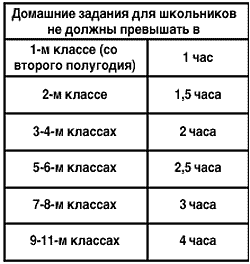 Домашние задания для школьников
не должны превышать в
1-м классе (со
второго полугодия)
1 час
2-м классе
1,5 часа
3-4-м классах
2 часа
5-6-м классах
2,5 часа
7-8-м классах
3 часа
9-11-м классах
4 часа